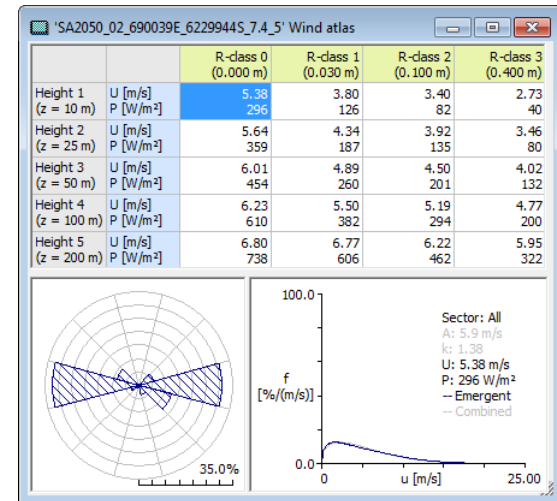 'SA2050_02_690039E_6229944S_7.4_5' Wind atlas
R-class 0 R-class 1 R-class 2 R-class 3
(0.000 m) (0.030 m) (0.100 m) (0.400 m)
Height 1 U [m/s] 5.38 3.80 3.40 2.73
(z = 10 m) P [W/m²] 296 126 82 40
Height 2 U [m/s] 5.64 4.34 3.92 3.46
(z = 25 m) P [W/m²] 359 187 135 80
Height 3 U [m/s] 6.01 4.89 4.50 4.02
(z = 50 m) P [W/m²] 454 260 201 132
Height 4 U [m/s] 6.23 5.50 5.19 4.77
(z = 100 m) P [W/m²] 610 382 294 200
Height 5 U [m/s] 6.80 6.77 6.22 5.95
(z = 200 m) P [W/m²] 738 606 462 322
35.0%
100.0
f
[%/(m/s)]
0.0
0 u [m/s] 25.00
Sector: All
A: 5.9 m/s
k: 1.38
U: 5.38 m/s
P: 296 W/m²
-- Emergent
-- Combined